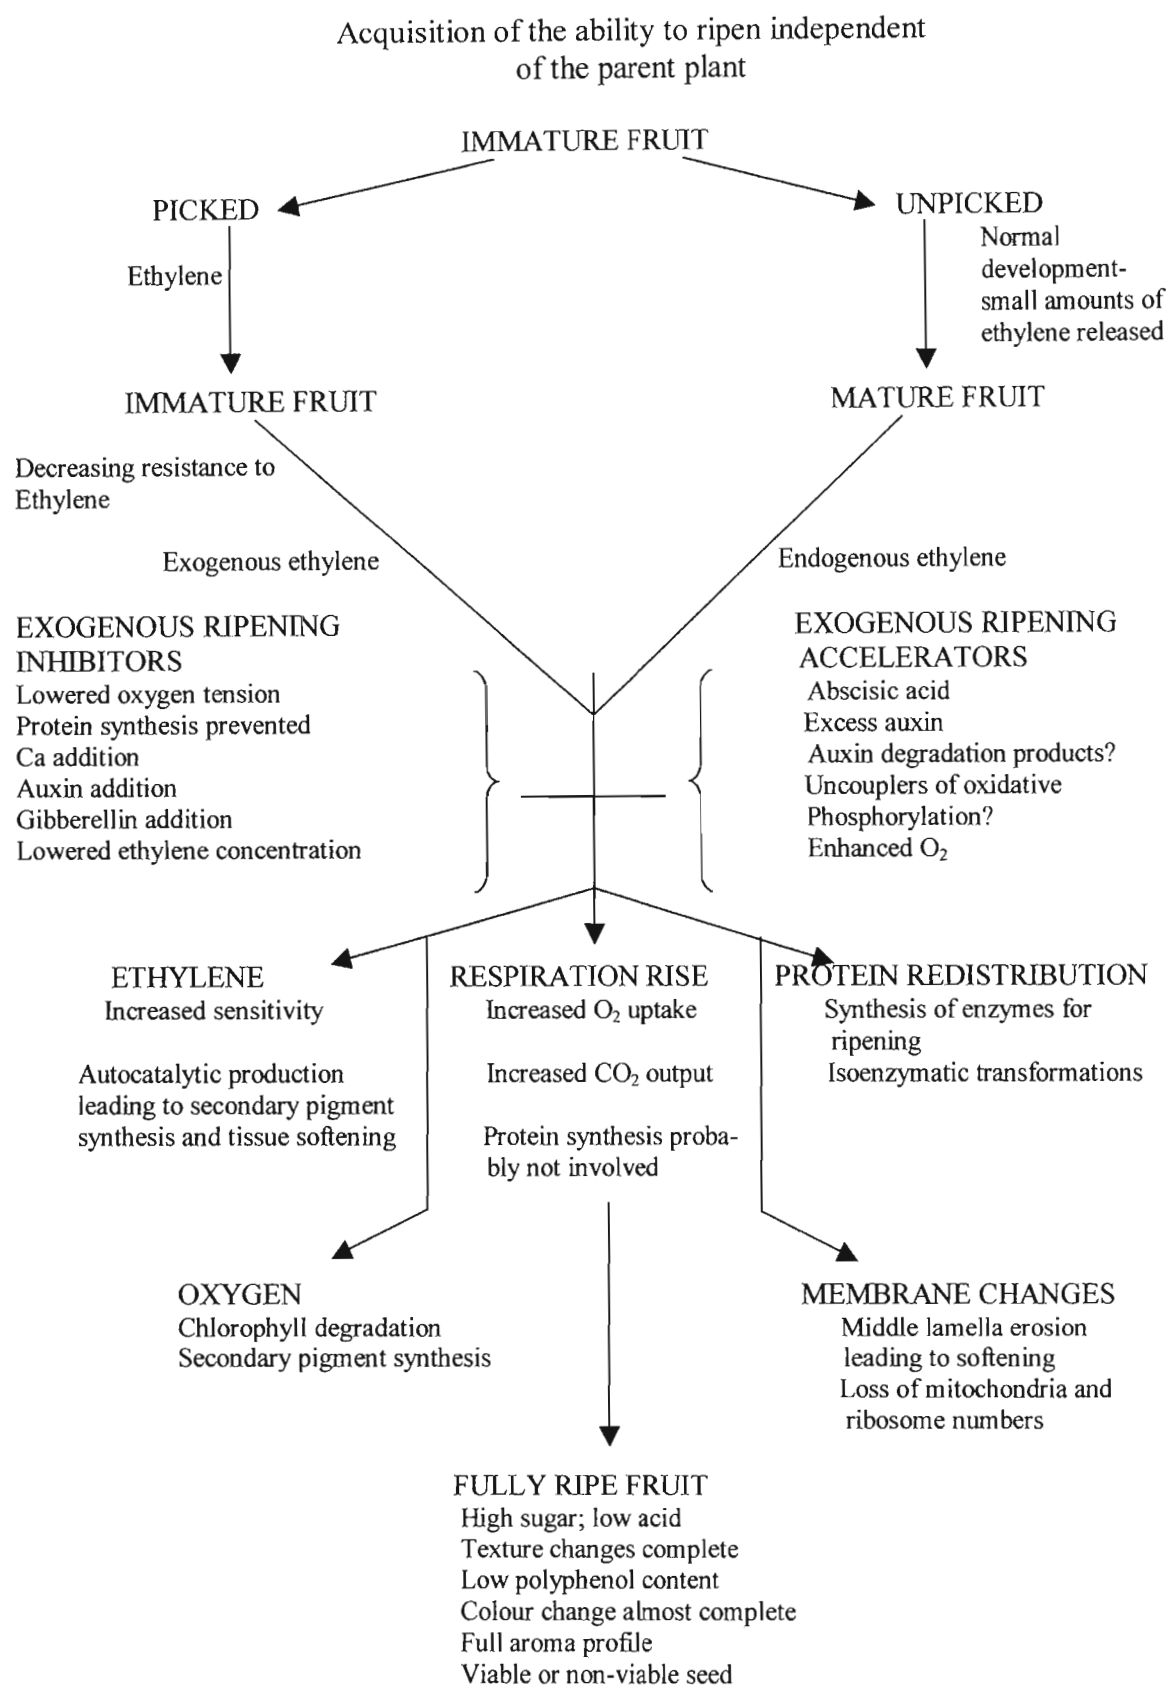 Acquisition of the ability to ripen independent
of the parent plant
IMMATURE FRUIT
PICKED
UNPICKED
Ethylene
Normal
development-
small amounts of
ethylene released
IMMATURE FRUIT
MATURE FRUIT
Decreasing resistance to
Ethylene
Exogenous ethylene
Endogenous ethylene
EXOGENOUS RIPENING
INHIBITORS
Lowered oxygen tension
Protein synthesis prevented
Ca addition
Auxin addition
Gibberellin addition
Lowered ethylene concentration
EXOGENOUS RIPENING
ACCELERATORS
Abscisic acid
Excess auxin
Auxin degradation products?
Uncouplers of oxidative
Phosphorylation?
Enhanced O₂
ETHYLENE
Increased sensitivity
Autocatalytic production
leading to secondary pigment
synthesis and tissue softening
RESPIRATION RISE
Increased O₂ uptake
Increased CO₂ output
Protein synthesis proba-
bly not involved
PROTEIN REDISTRIBUTION
Synthesis of enzymes for
ripening
Isoenzymatic transformations
OXYGEN
Chlorophyll degradation
Secondary pigment synthesis
MEMBRANE CHANGES
Middle lamella erosion
leading to softening
Loss of mitochondria and
ribosome numbers
FULLY RIPE FRUIT
High sugar; low acid
Texture changes complete
Low polyphenol content
Colour change almost complete
Full aroma profile
Viable or non-viable seed